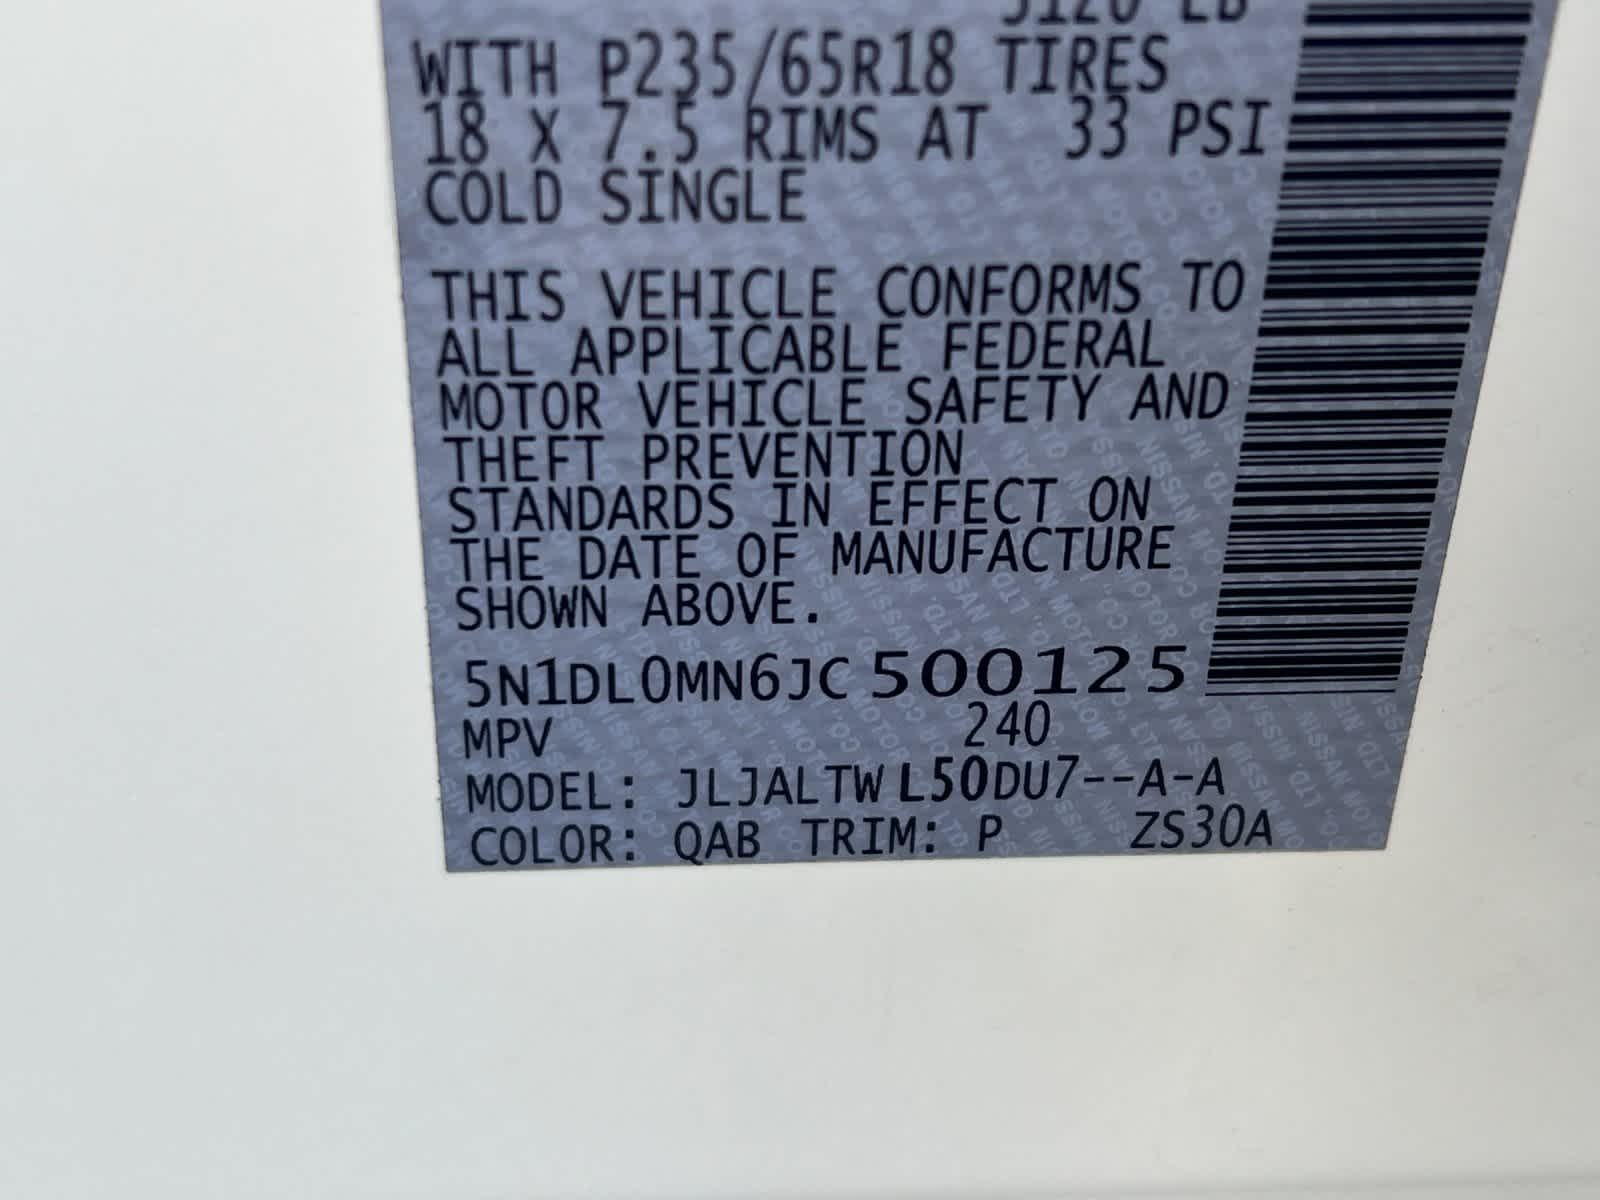 3120 LB
WITH P235/65R18 TIRES
18 X 7.5 RIMS AT 33 PSI
COLD SINGLE
THIS VEHICLE CONFORMS TO
ALL APPLICABLE FEDERAL
MOTOR VEHICLE SAFETY AND
THEFT PREVENTION
STANDARDS IN EFFECT ON
THE DATE OF MANUFACTURE
SHOWN ABOVE.
5N1DL0MN6JC500125
MPV 240
MODEL: JLJALTWL50DU7--A-A
COLOR: QAB TRIM: P ZS30A